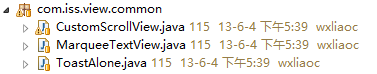 com.iss.view.common
CustomScrollView.java 115 13-6-4 下午5:39 wxliaoc
MarqueeTextView.java 115 13-6-4 下午5:39 wxliaoc
ToastAlone.java 115 13-6-4 下午5:39 wxliaoc